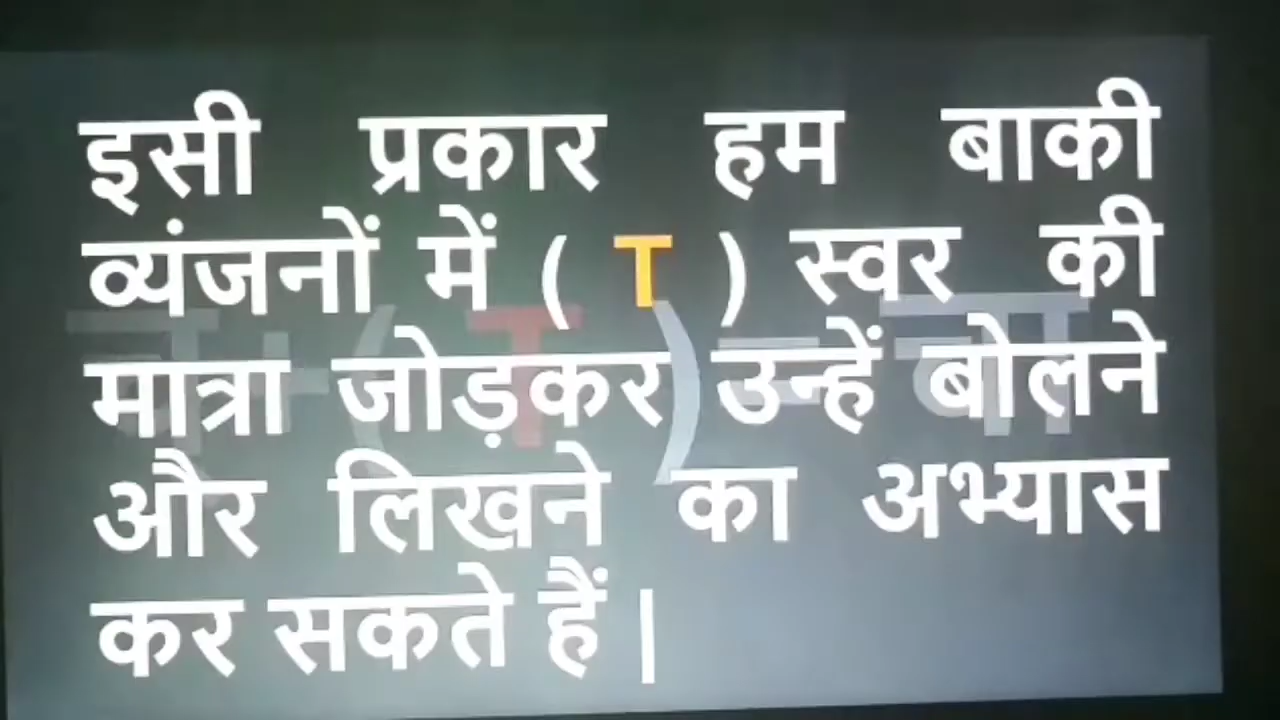 इसी प्रकार हम बाकी
व्यंजनों में ( T ) स्वर की
मात्रा जोड़कर उन्हें बोलने
और लिखने का अभ्यास
कर सकते हैं |